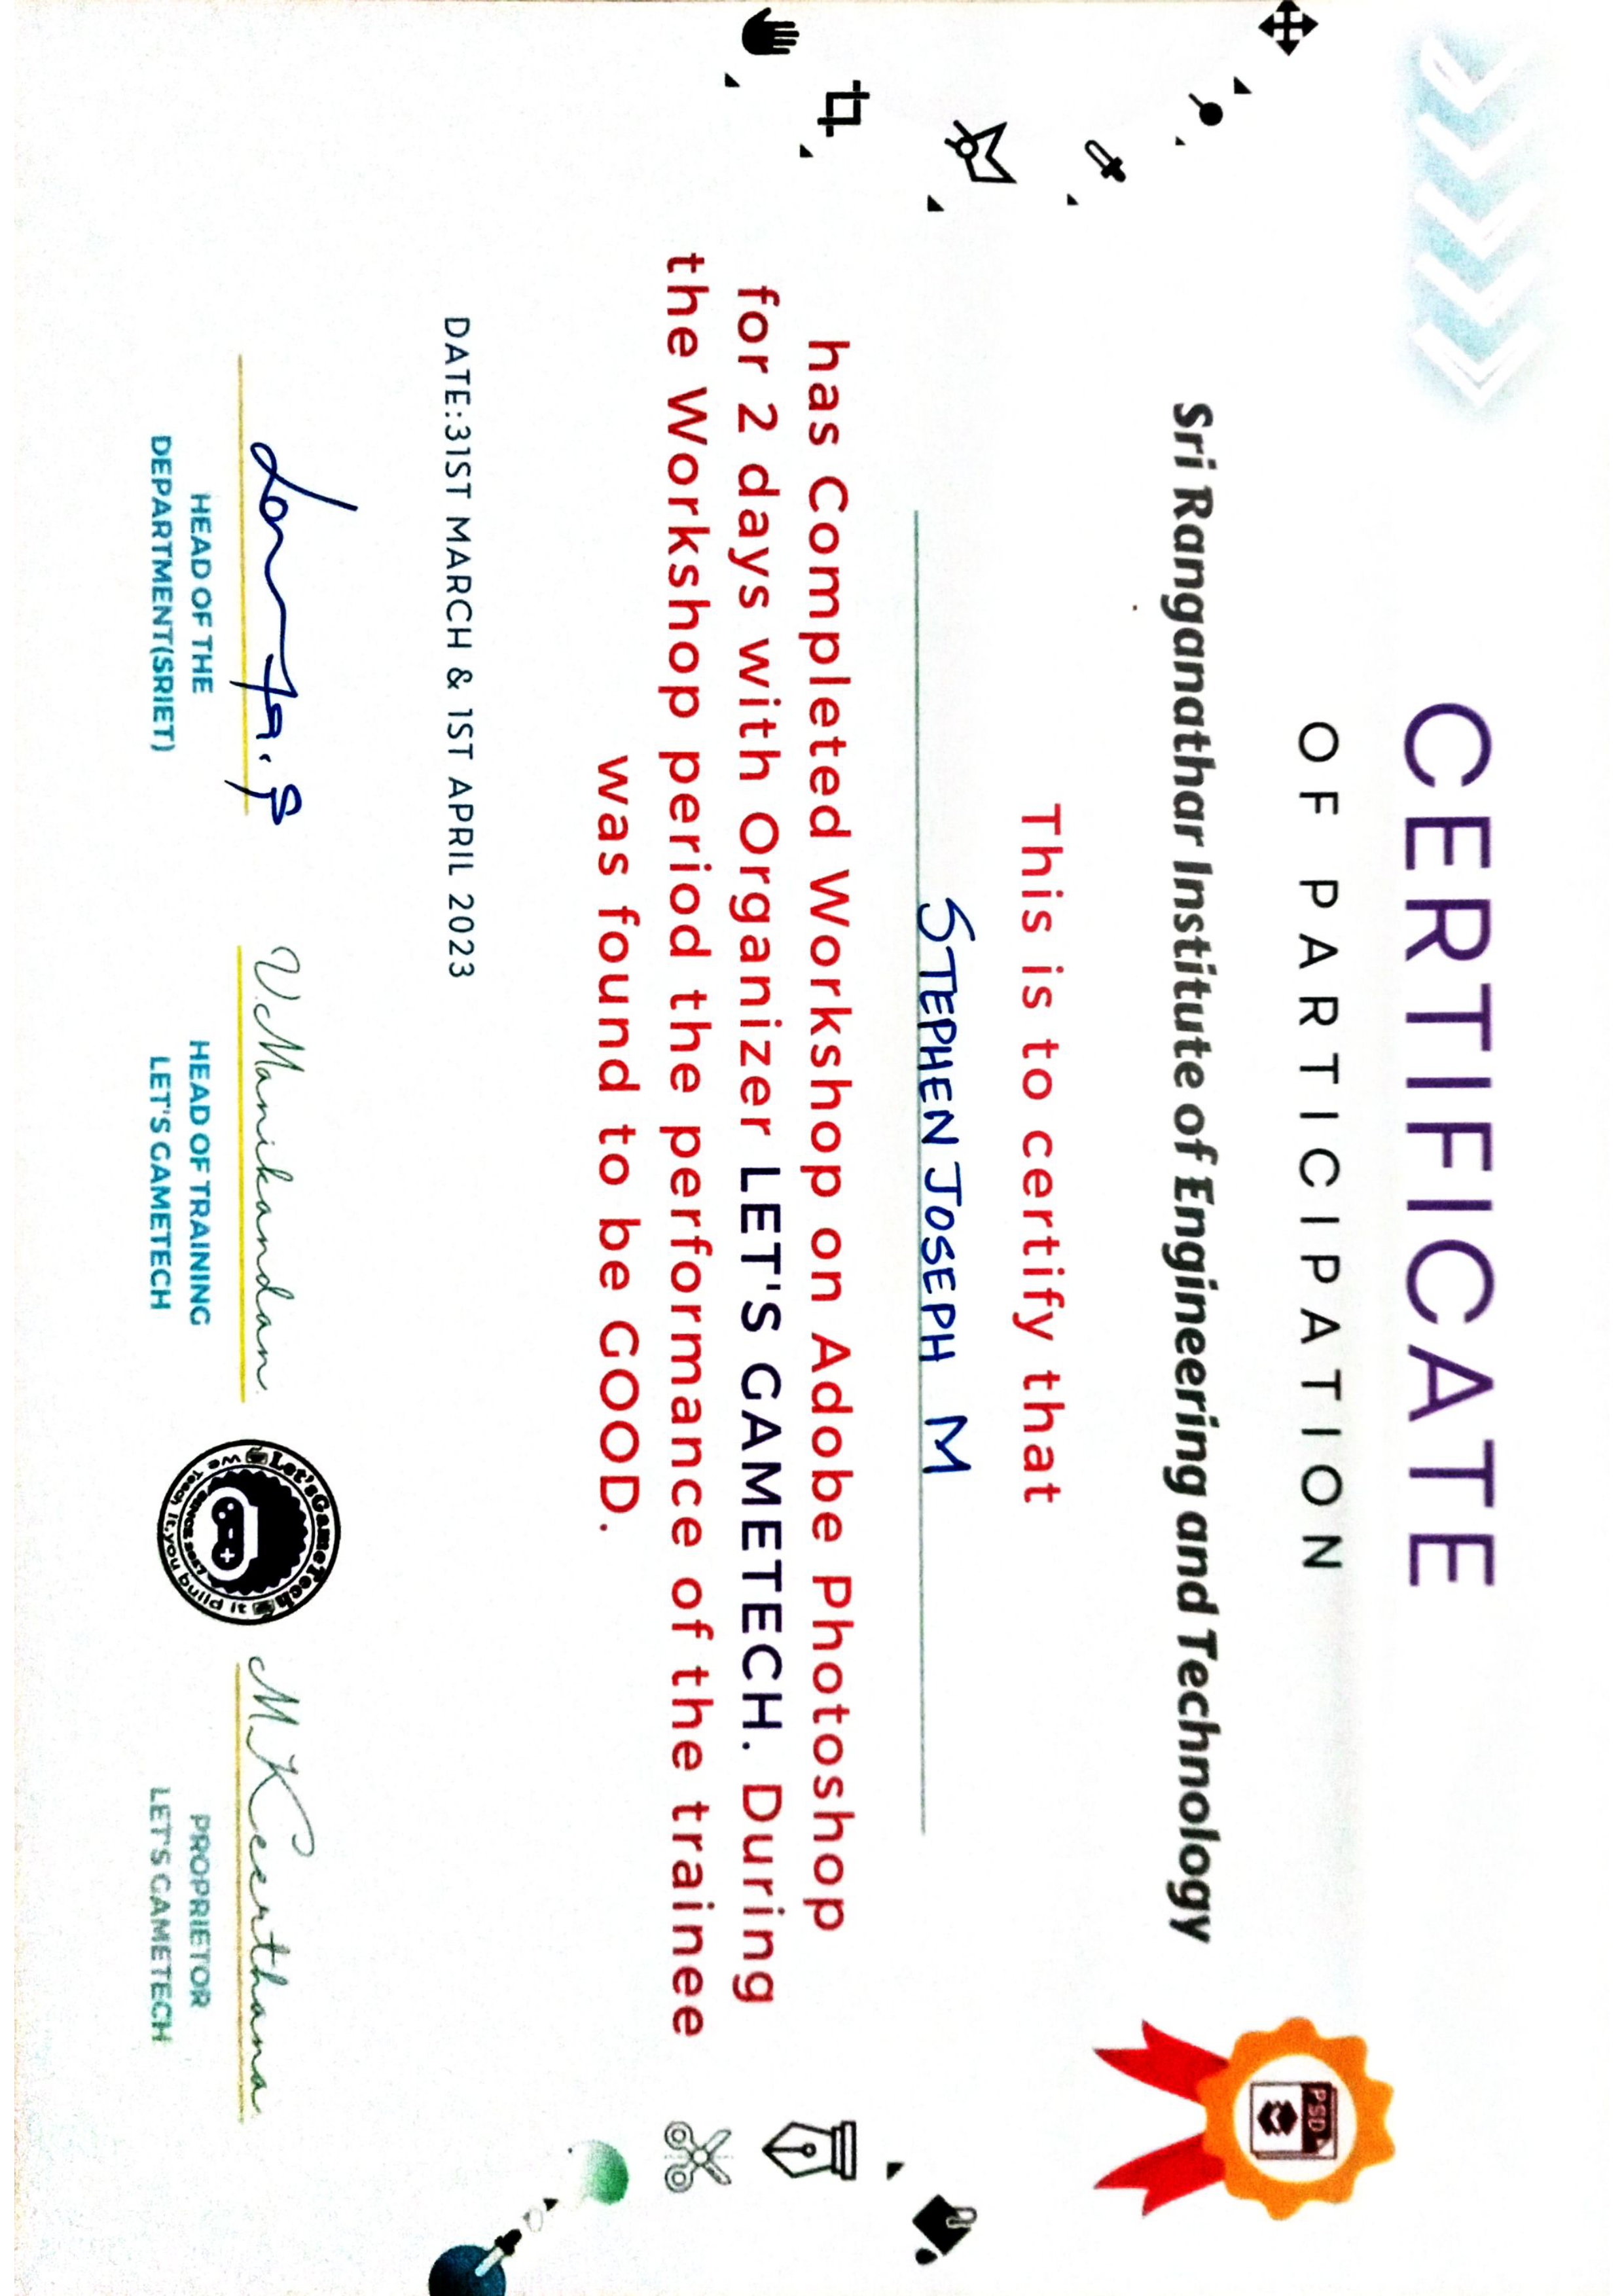 CERTIFICATE
OF PARTICIPATION
PSD
Sri Ranganathar Institute of Engineering and Technology
This is to certify that
STEPHEN JOSEPH M
has Completed Workshop on Adobe Photoshop
for 2 days with Organizer LET'S GAMETECH. During
the Workshop period the performance of the trainee
was found to be GOOD.
DATE:31ST MARCH & 1ST APRIL 2023
V.Manikandan
M Keerthana
Let'sGameTech
SINCE 2017
We Teach It,you build it
HEAD OF THE
DEPARTMENT(SRIET)
HEAD OF TRAINING
LET'S GAMETECH
PROPRIETOR
LET'S GAMETECH